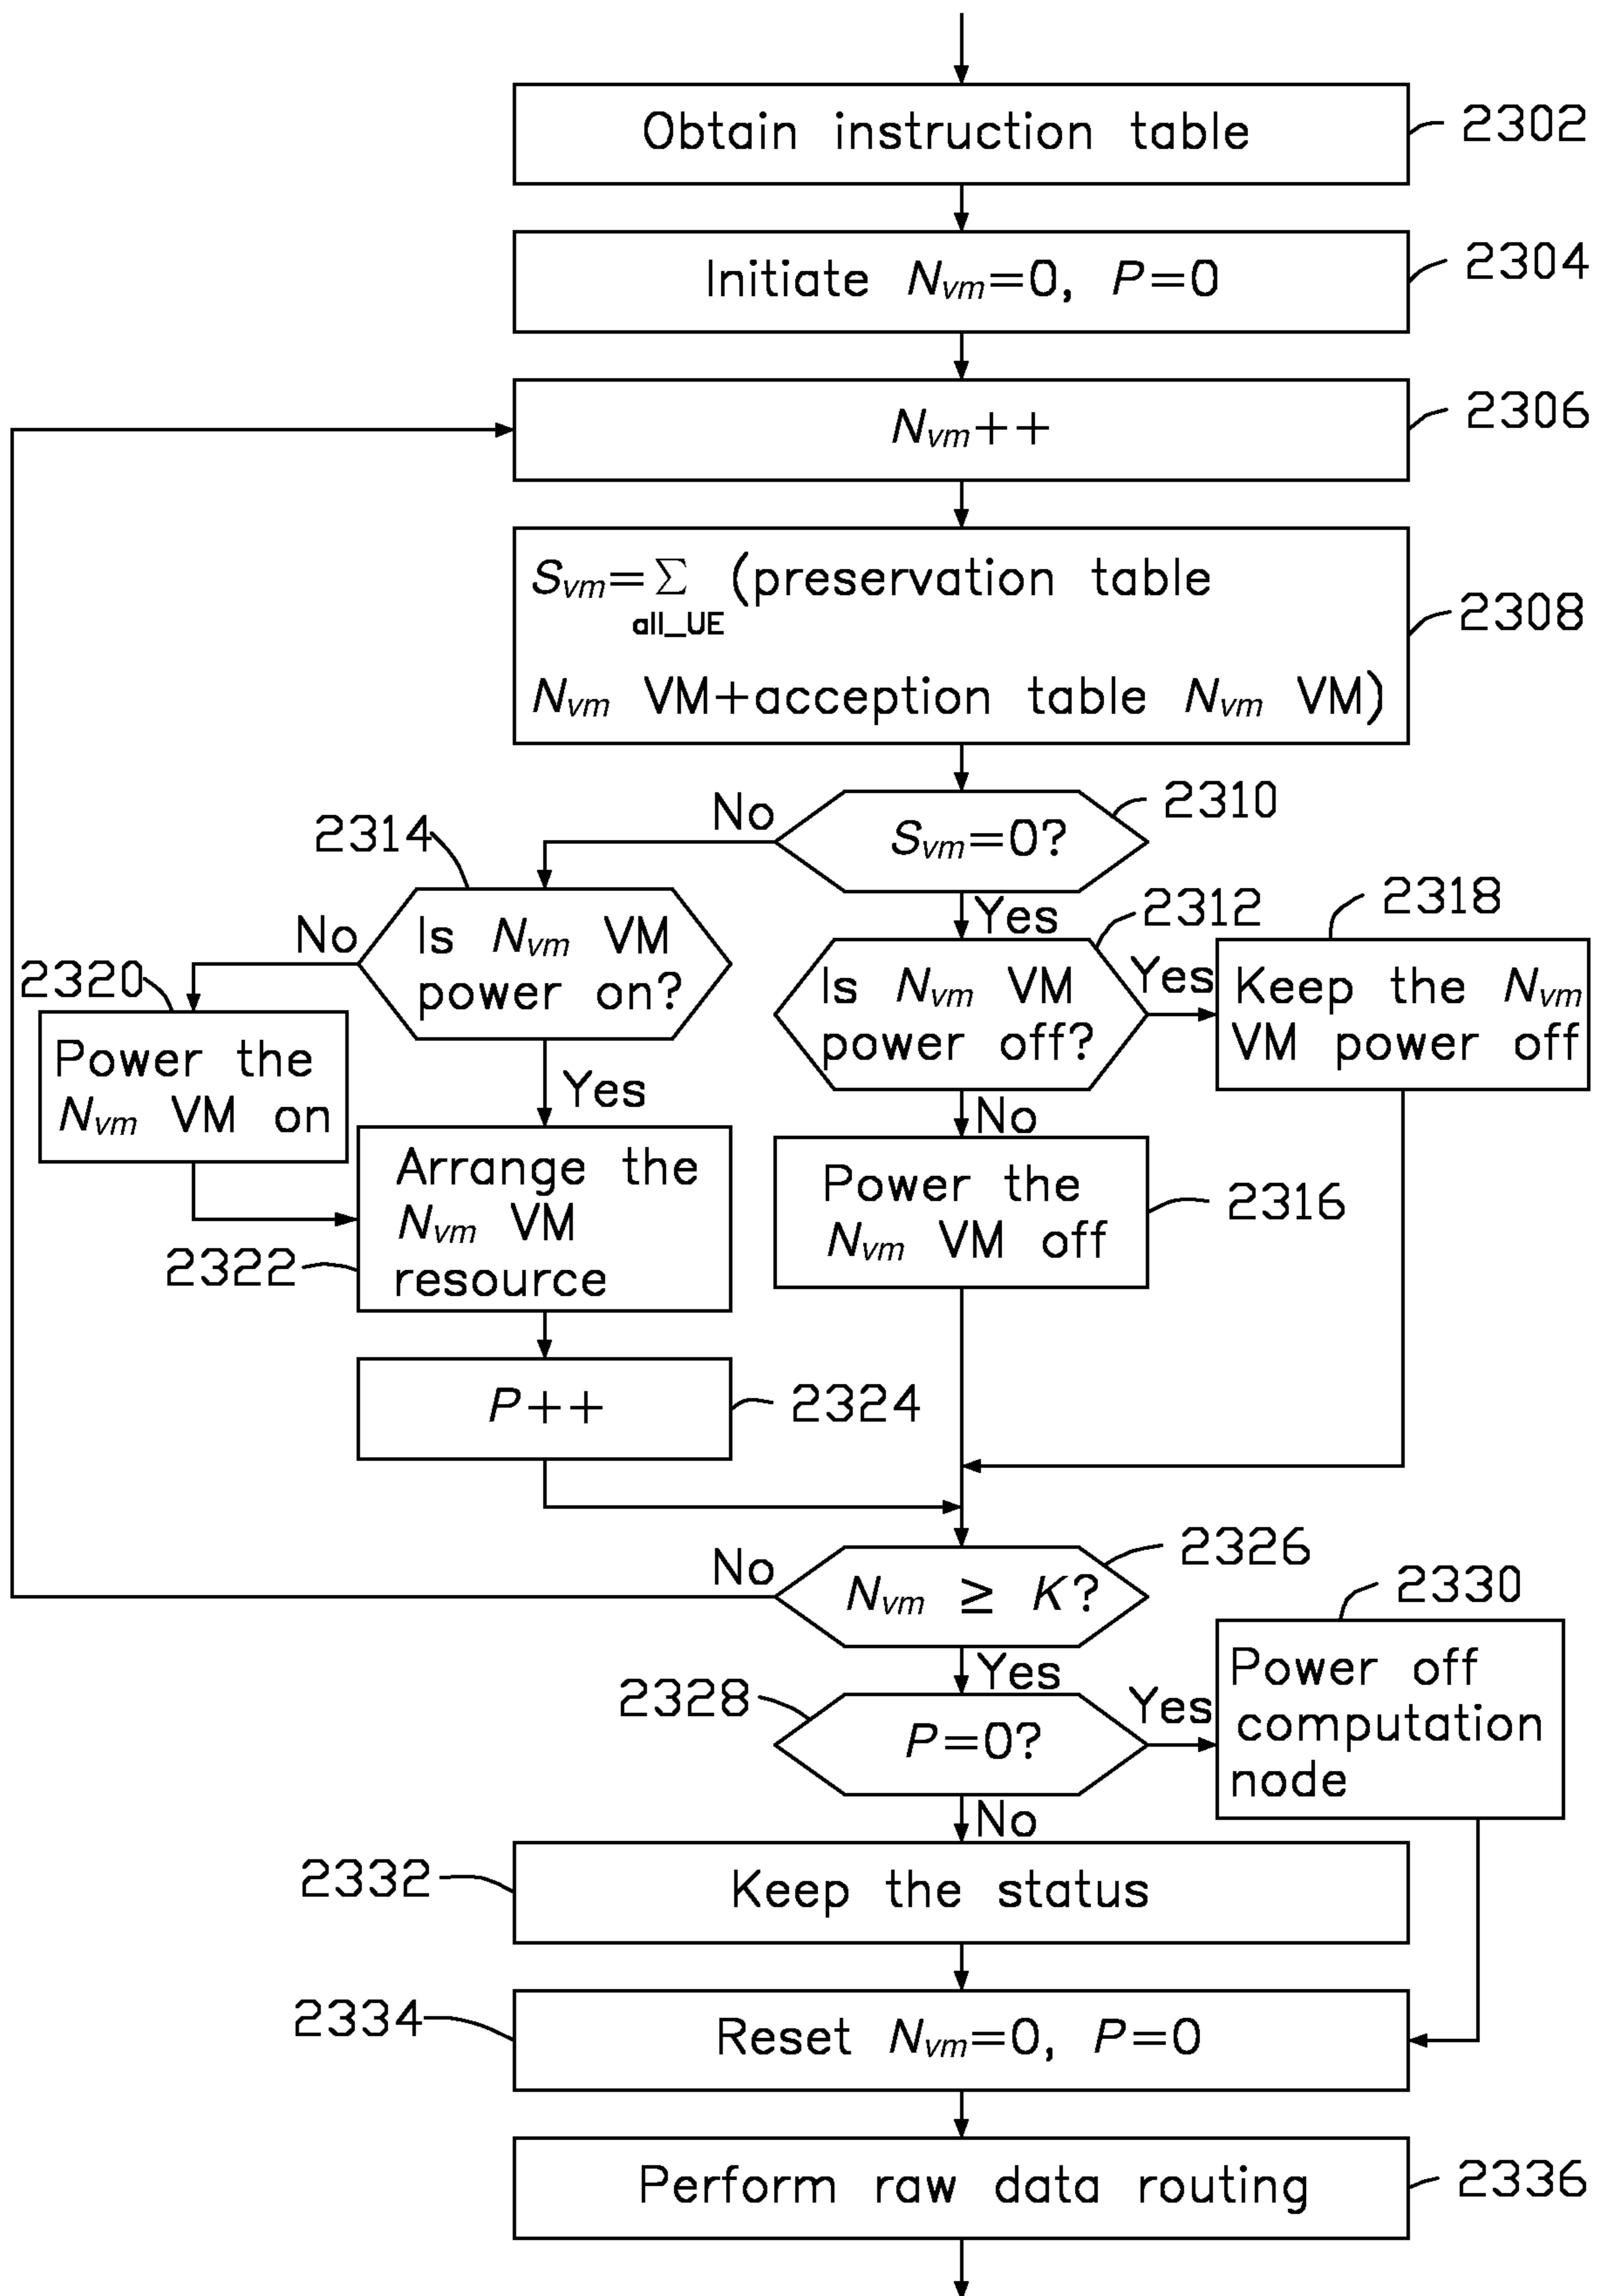 Obtain instruction table
2302
Initiate Nvm=0, P=0
2304
Nvm++
2306
Svm=∑ (preservation table
all_UE
Nvm VM+acception table Nvm VM)
2308
Svm=0?
2310
No
Yes
2314
Is Nvm VM
power on?
No
Yes
2312
Is Nvm VM
power off?
Yes
No
2318
Keep the Nvm
VM power off
2320
Power the
Nvm VM on
Arrange the
Nvm VM
resource
2322
Power the
Nvm VM off
2316
P++
2324
Nvm ≥ K?
2326
No
Yes
2328
P=0?
Yes
No
2330
Power off
computation
node
2332
Keep the status
2334
Reset Nvm=0, P=0
Perform raw data routing
2336